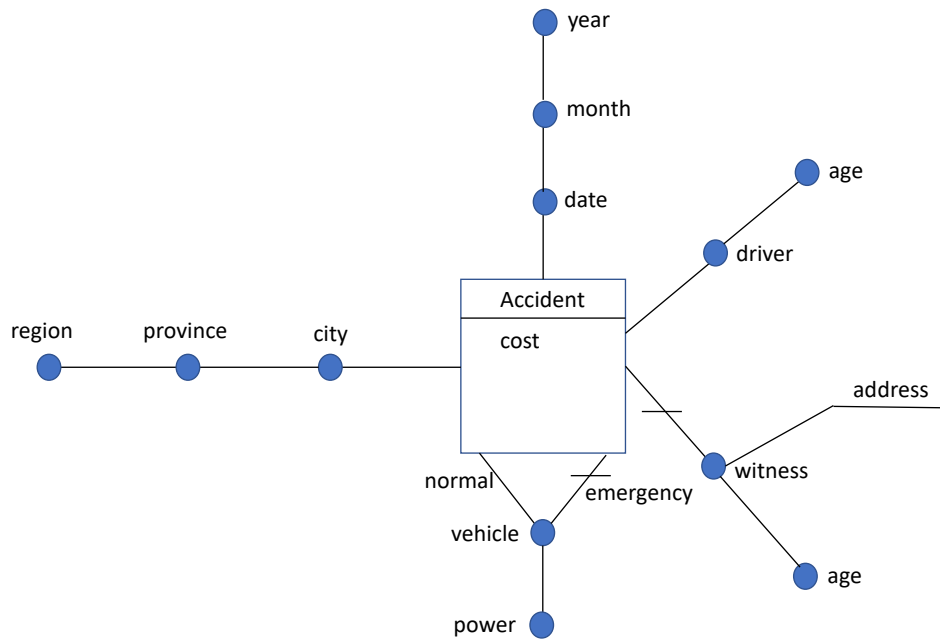 year
month
age
date
driver
Accident
region
province
city
cost
address
witness
normal
emergency
vehicle
age
power